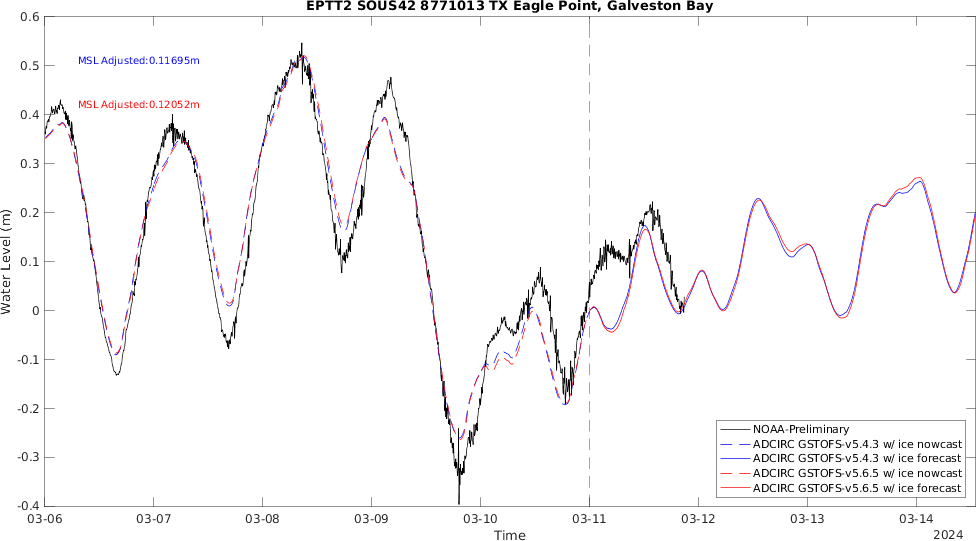 EPTT2 SOUS42 8771013 TX Eagle Point, Galveston Bay
0.6
0.5
0.4
0.3
0.2
0.1
0
-0.1
-0.2
-0.3
-0.4
Water Level (m)
MSL Adjusted:0.11695m
MSL Adjusted:0.12052m
NOAA-Preliminary
ADCIRC GSTOFS-v5.4.3 w/ ice nowcast
ADCIRC GSTOFS-v5.4.3 w/ ice forecast
ADCIRC GSTOFS-v5.6.5 w/ ice nowcast
ADCIRC GSTOFS-v5.6.5 w/ ice forecast
03-06 03-07 03-08 03-09 03-10 03-11 03-12 03-13 03-14
Time
2024